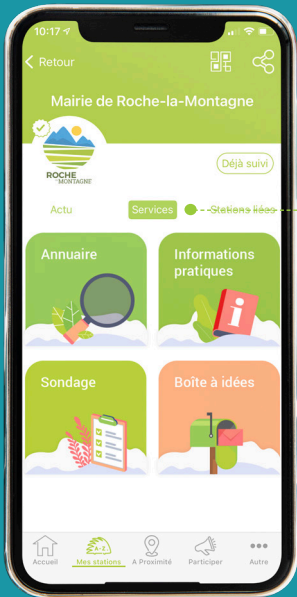 10:17
Retour
Mairie de Roche-la-Montagne
ROCHE
MONTAGNE
Déjà suivi
Actu
Services
Stations liées
Annuaire
Informations
pratiques
Sondage
Boîte à idées
A-Z
Accueil
Mes stations
A Proximité
Participer
Autre